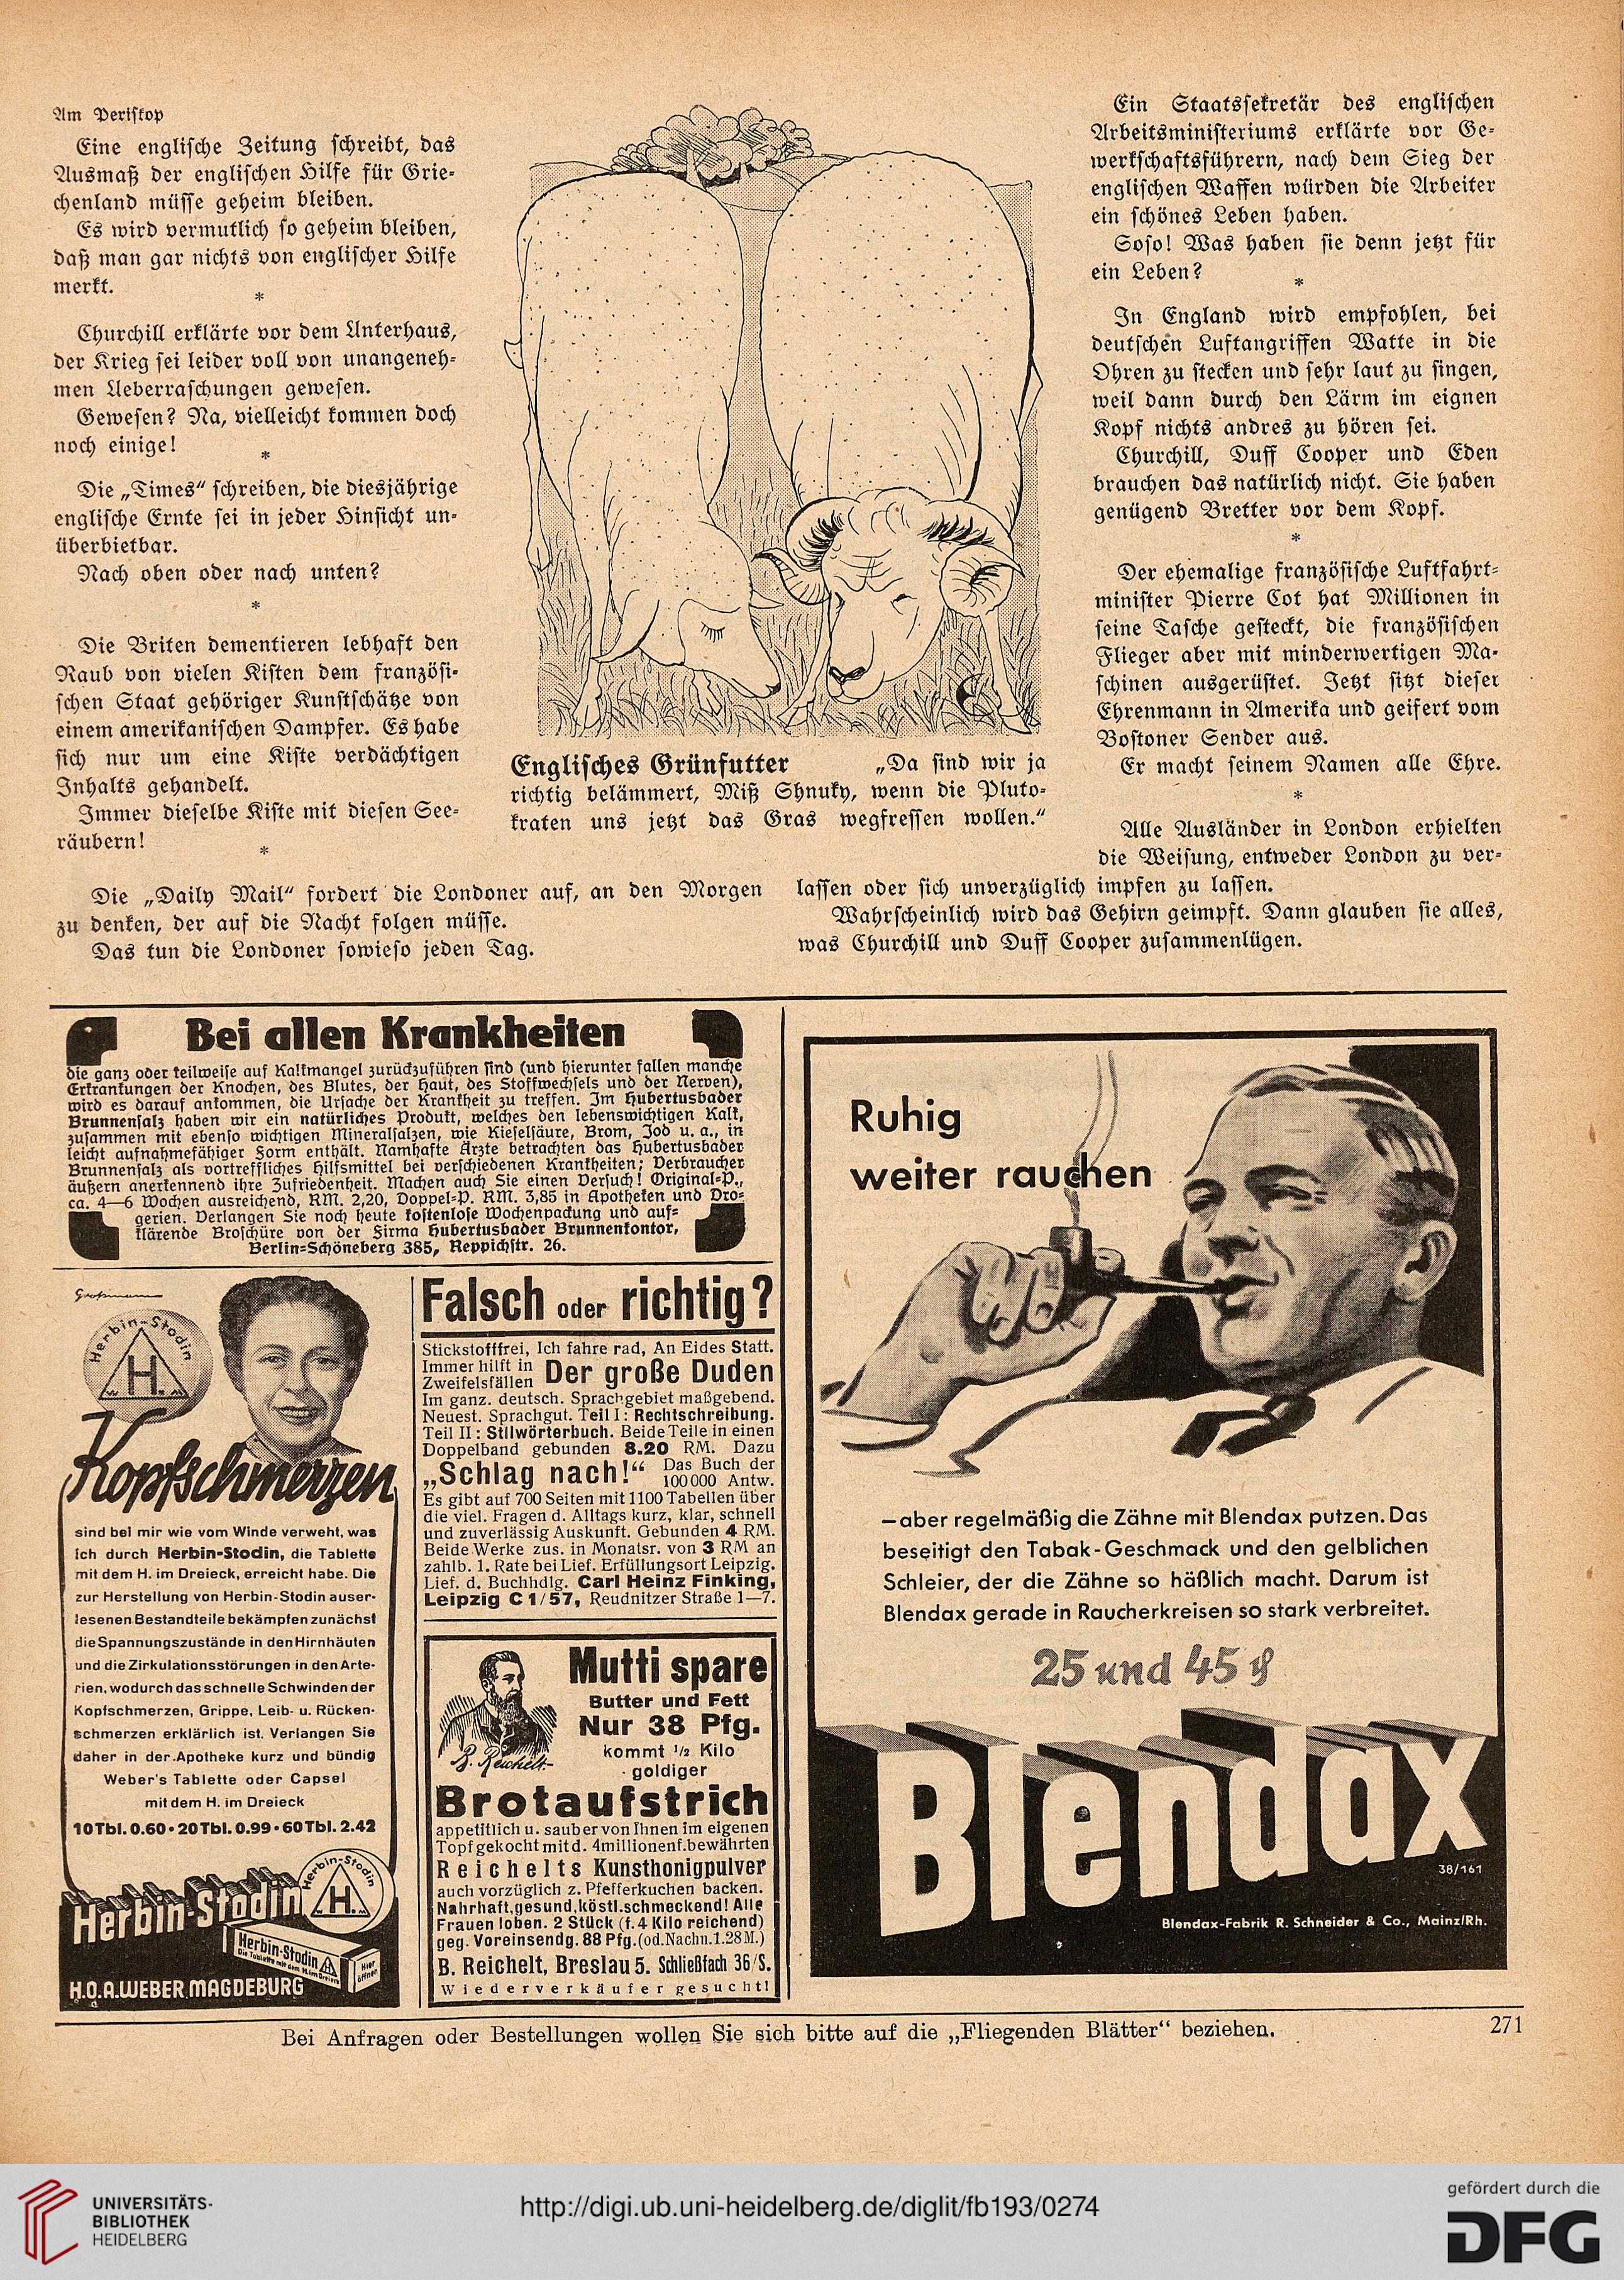 Am Periskop
Eine englische Zeitung schreibt, das
Ausmaß der englischen Hilfe für Grie-
chenland müsse geheim bleiben.
Es wird vermutlich so geheim bleiben,
daß man gar nichts von englischer Hilfe
merkt.
*
Churchill erklärte vor dem Unterhaus,
der Krieg sei leider voll von unangeneh-
men Ueberraschungen gewesen.
Gewesen? Na, vielleicht kommen doch
noch einige!
*
Die „Times“ schreiben, die diesjährige
englische Ernte sei in jeder Hinsicht un-
überbietbar.
Nach oben oder nach unten?
*
Die Briten dementieren lebhaft den
Raub von vielen Kisten dem französi-
schen Staat gehöriger Kunstschätze von
einem amerikanischen Dampfer. Es habe
sich nur um eine Kiste verdächtigen
Inhalts gehandelt.
Immer dieselbe Kiste mit diesen See-
räubern!
*
Die „Daily Mail“ fordert die Londoner auf, an den Morgen
zu denken, der auf die Nacht folgen müsse.
Das tun die Londoner sowieso jeden Tag.
Englisches Grünfutter „Da sind wir ja
richtig belämmert, Miß Shnuky, wenn die Pluto-
kraten uns jetzt das Gras wegfressen wollen.“
Ein Staatssekretär des englischen
Arbeitsministeriums erklärte vor Ge-
werkschaftsführern, nach dem Sieg der
englischen Waffen würden die Arbeiter
ein schönes Leben haben.
Soso! Was haben sie denn jetzt für
ein Leben?
*
In England wird empfohlen, bei
deutschen Luftangriffen Watte in die
Ohren zu stecken und sehr laut zu singen,
weil dann durch den Lärm im eignen
Kopf nichts andres zu hören sei.
Churchill, Duff Cooper und Eden
brauchen das natürlich nicht. Sie haben
genügend Bretter vor dem Kopf.
*
Der ehemalige französische Luftfahrt-
minister Pierre Cot hat Millionen in
seine Tasche gesteckt, die französischen
Flieger aber mit minderwertigen Ma-
schinen ausgerüstet. Jetzt sitzt dieser
Ehrenmann in Amerika und geifert vom
Bostoner Sender aus.
Er macht seinem Namen alle Ehre.
*
Alle Ausländer in London erhielten
die Weisung, entweder London zu ver-
lassen oder sich unverzüglich impfen zu lassen.
Wahrscheinlich wird das Gehirn geimpft. Dann glauben sie alles,
was Churchill und Duff Cooper zusammenlügen.
Bei allen Krankheiten
die ganz oder teilweise auf Kalkmangel zurückzuführen sind (und hierunter fallen manche
Erkrankungen der Knochen, des Blutes, der Haut, des Stoffwechsels und der Nerven),
wird es darauf ankommen, die Ursache der Krankheit zu treffen. Im Hubertusbader
Brunnensalz haben wir ein natürliches Produkt, welches den lebenswichtigen Kalk,
zusammen mit ebenso wichtigen Mineralsalzen, wie Kieselsäure, Brom, Jod u. a., in
leicht aufnahmefähiger Form enthält. Namhafte Ärzte betrachten das Hubertusbader
Brunnensalz als vortreffliches Hilfsmittel bei verschiedenen Krankheiten; Verbraucher
äußern anerkennend ihre Zufriedenheit. Machen auch Sie einen Versuch! Original-P.,
ca. 4—6 Wochen ausreichend, RM. 2,20, Doppel-P. RM. 3,85 in Apotheken und Dro-
gerien. Verlangen Sie noch heute kostenlose Wochenpackung und auf-
klärende Broschüre von der Firma Hubertusbader Brunnenkontor,
Berlin-Schöneberg 385, Reppichstr. 26.
Großmann
Herbin-Stodin
H.
Kopfschmerzen
sind bei mir wie vom Winde verweht, was
ich durch Herbin-Stodin, die Tablette
mit dem H. im Dreieck, erreicht habe. Die
zur Herstellung von Herbin-Stodin auser-
lesenen Bestandteile bekämpfen zunächst
die Spannungszustände in den Hirnhäuten
und die Zirkulationsstörungen in den Arte-
rien, wodurch das schnelle Schwinden der
Kopfschmerzen, Grippe, Leib- u. Rücken-
schmerzen erklärlich ist. Verlangen Sie
daher in der Apotheke kurz und bündig
Weber's Tablette oder Capsel
mit dem H. im Dreieck
10 Tbl. 0.60 • 20 Tbl. 0.99 • 60 Tbl. 2.42
Herbin-Stodin
Herbin-Stodin
H.
Herbin-Stodin
Die Tablette mit dem H. im Dreieck
Hier
öffnen
H.O.A.WEBER MAGDEBURG
Falsch oder richtig?
Stickstofffrei, Ich fahre rad, An Eides Statt.
Immer hilft in
Zweifelsfällen Der große Duden
Im ganz. deutsch. Sprachgebiet maßgebend.
Neuest. Sprachgut. Teil I: Rechtschreibung.
Teil II: Stilwörterbuch. Beide Teile in einen
Doppelband gebunden 8.20 RM. Dazu
„Schlag nach!“ Das Buch der
100000 Antw.
Es gibt auf 700 Seiten mit 1100 Tabellen über
die viel. Fragen d. Alltags kurz, klar, schnell
und zuverlässig Auskunft. Gebunden 4 RM.
Beide Werke zus. in Monatsr. von 3 RM an
zahlb. 1. Rate bei Lief. Erfüllungsort Leipzig.
Lief. d. Buchhdlg. Carl Heinz Finking,
Leipzig C 1/57, Reudnitzer Straße 1—7.
B. Reichelt.
Mutti spare
Butter und Fett
Nur 38 Pfg.
kommt ½ Kilo
goldiger
Brotaufstrich
appetitlich u. sauber von Ihnen im eigenen
Topf gekocht mit d. 4millionenf. bewährten
Reichelts Kunsthonigpulver
auch vorzüglich z. Pfefferkuchen backen.
Nahrhaft, gesund, köstl. schmeckend! Alle
Frauen loben. 2 Stück (f. 4 Kilo reichend)
geg. Voreinsendg. 88 Pfg. (od. Nachn. 1.28 M.)
B. Reichelt, Breslau 5. Schließfach 36/S.
Wiederverkäufer gesucht!
Ruhig
weiter rauchen
—aber regelmäßig die Zähne mit Blendax putzen. Das
beseitigt den Tabak-Geschmack und den gelblichen
Schleier, der die Zähne so häßlich macht. Darum ist
Blendax gerade in Raucherkreisen so stark verbreitet.
25 und 45 ₰
Blendax
38/161
Blendax-Fabrik R. Schneider & Co., Mainz/Rh.
Bei Anfragen oder Bestellungen wollen Sie sich bitte auf die „Fliegenden Blätter“ beziehen.
271
UNIVERSITÄTS-
BIBLIOTHEK
HEIDELBERG
http://digi.ub.uni-heidelberg.de/diglit/fb193/0274
gefördert durch die
DFG